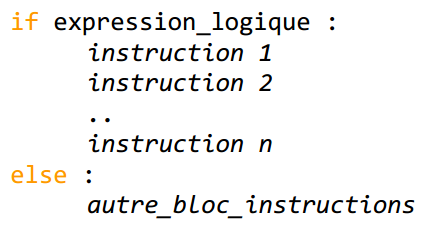 if expression_logique :
instruction 1
instruction 2
..
instruction n
else :
autre_bloc_instructions